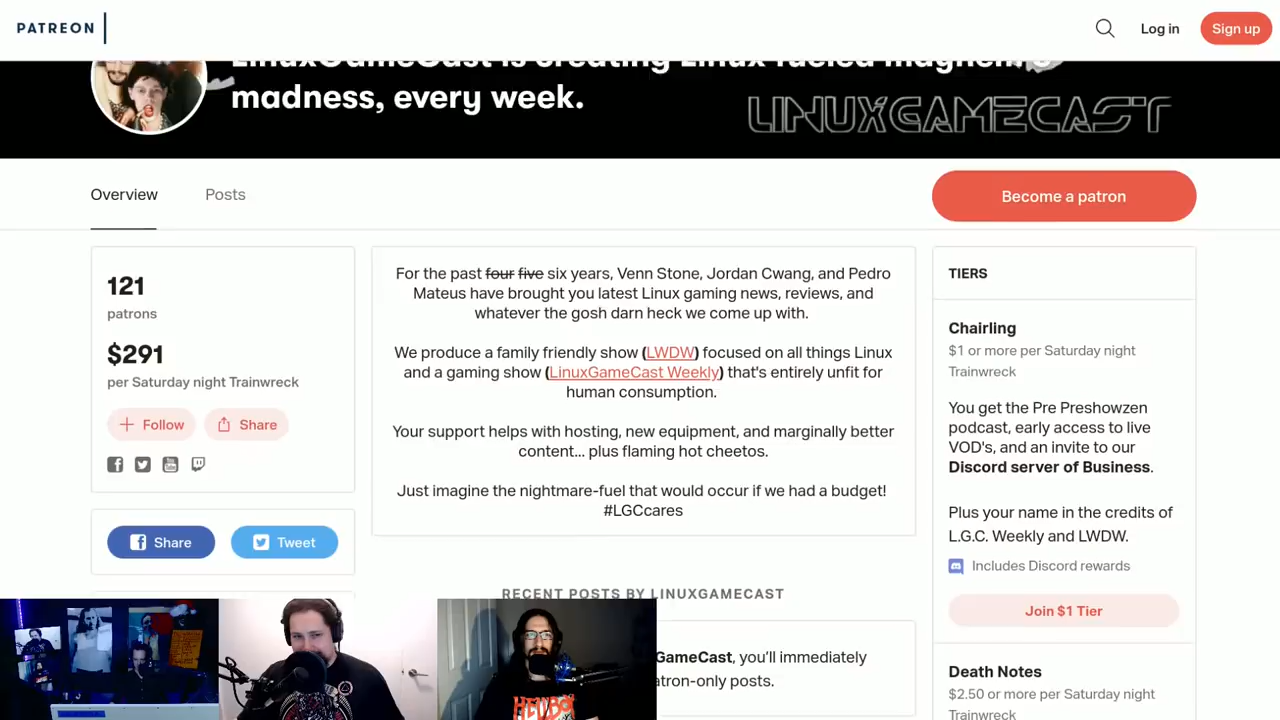 PATREON
Log in
Sign up
LinuxGameCast is creating Linux fueled mayhem &
madness, every week.
LINUXGAMECAST
Overview
Posts
Become a patron
121
patrons
$291
per Saturday night Trainwreck
Follow
Share
Share
Tweet
For the past four five six years, Venn Stone, Jordan Cwang, and Pedro
Mateus have brought you latest Linux gaming news, reviews, and
whatever the gosh darn heck we come up with.
We produce a family friendly show (LWDW) focused on all things Linux
and a gaming show (LinuxGameCast Weekly) that's entirely unfit for
human consumption.
Your support helps with hosting, new equipment, and marginally better
content... plus flaming hot cheetos.
Just imagine the nightmare-fuel that would occur if we had a budget!
#LGCcares
RECENT POSTS BY LINUXGAMECAST
GameCast, you'll immediately
atron-only posts.
TIERS
Chairling
$1 or more per Saturday night
Trainwreck
You get the Pre Preshowzen
podcast, early access to live
VOD's, and an invite to our
Discord server of Business.
Plus your name in the credits of
L.G.C. Weekly and LWDW.
Includes Discord rewards
Join $1 Tier
Death Notes
$2.50 or more per Saturday night
Trainwreck
HELLBOY